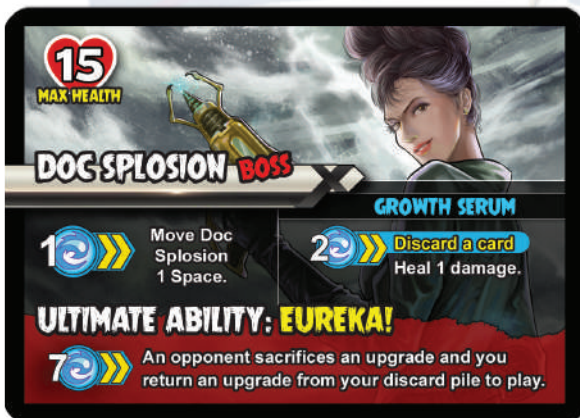 15
MAX HEALTH
DOC SPLOSION BOSS
1
Move Doc
Splosion
1 Space.
GROWTH SERUM
2
Discard a card
Heal 1 damage.
ULTIMATE ABILITY: EUREKA!
7
An opponent sacrifices an upgrade and you
return an upgrade from your discard pile to play.